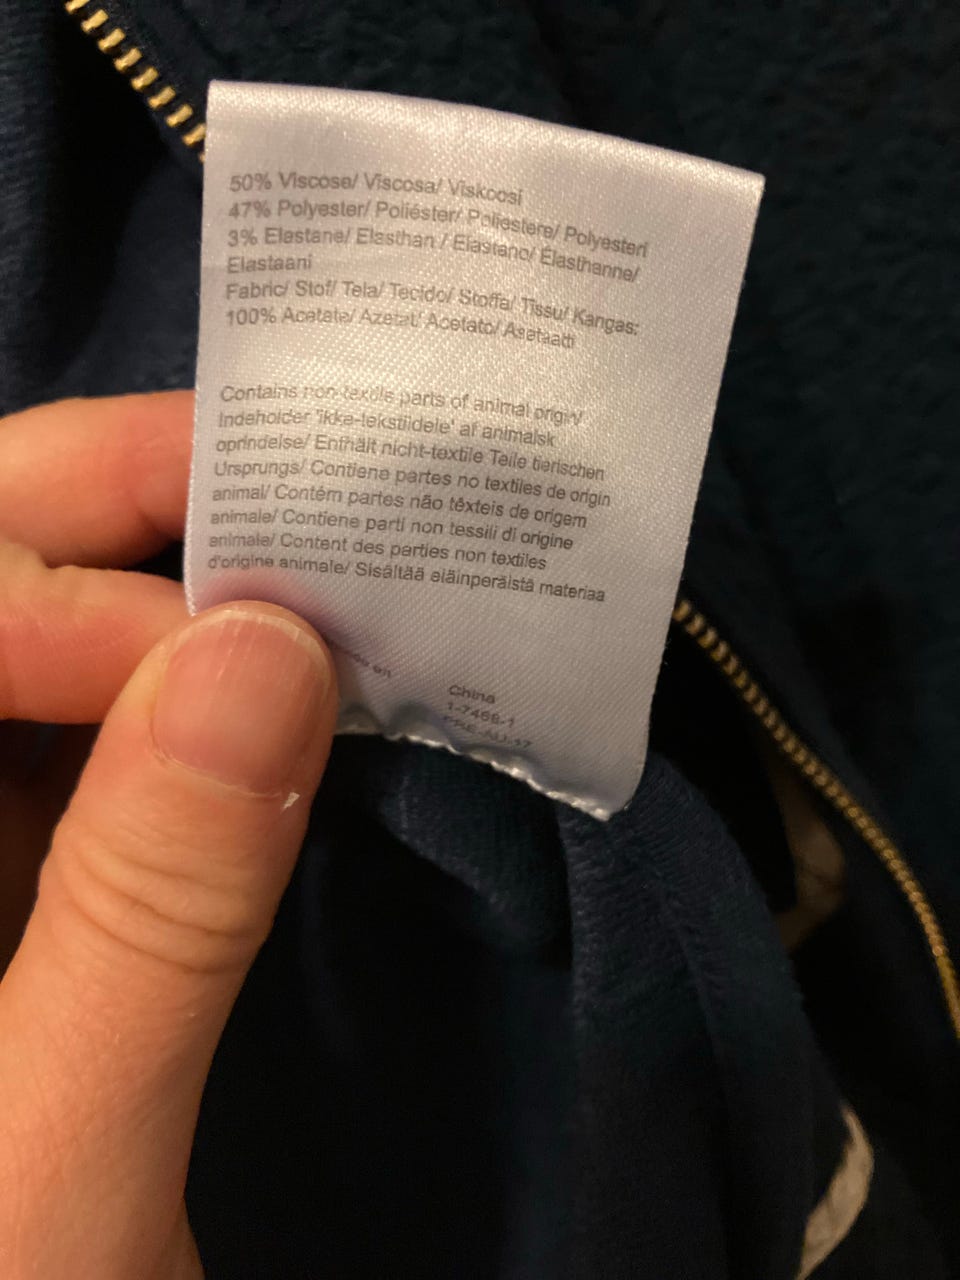 50% Viscose/ Viscosa/ Viskoosi
47% Polyester/ Poliéster/ Poliestere/ Polyesteri
3% Elastane/ Elasthan / Elastano/ Élasthanne/
Elastaani
Fabric/ Stof/ Tela/ Tecido/ Stoffa/ Tissu/ Kangas:
100% Acetate/ Azetat/ Acetato/ Asetaatti
Contains non-textile parts of animal origin/
Indeholder 'ikke-tekstildele' af animalsk
oprindelse/ Enthält nicht-textile Teile tierischen
Ursprungs/ Contiene partes no textiles de origin
animal/ Contém partes não têxteis de origem
animale/ Contiene parti non tessili di origine
animale/ Content des parties non textiles
d'origine animale/ Sisältää eläinperäistä materiaa
en
China
1-7468-1